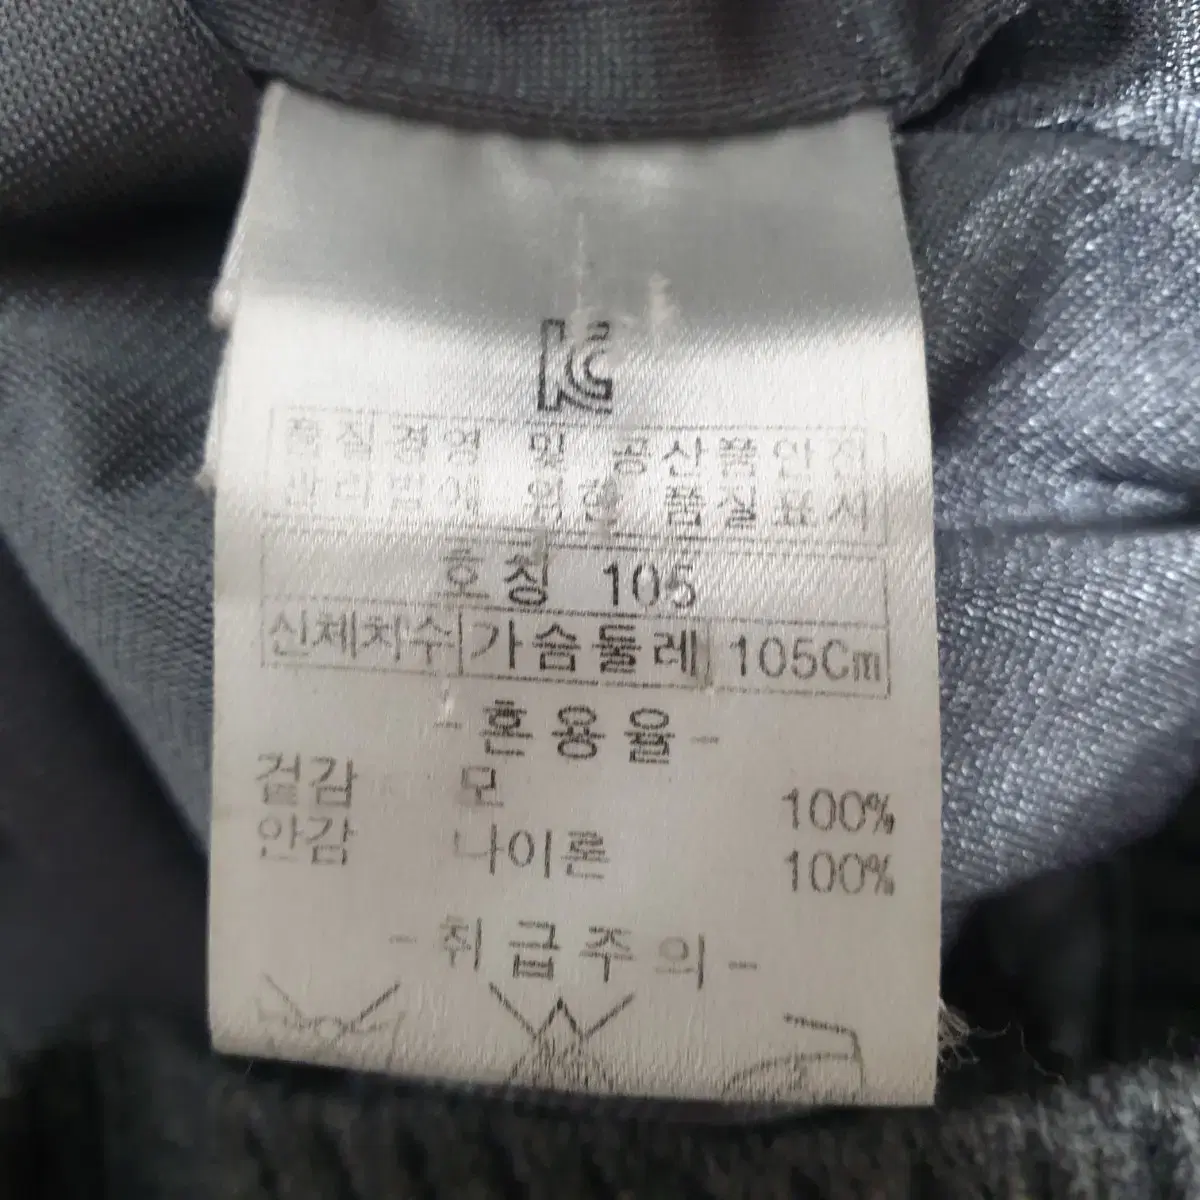 KC
품질경영 및 공산품안전
관리법에 의한 품질표시
호칭 105
신체치수 가슴둘레 105Cm
-혼용율-
겉감 모 100%
안감 나이론 100%
-취급주의-